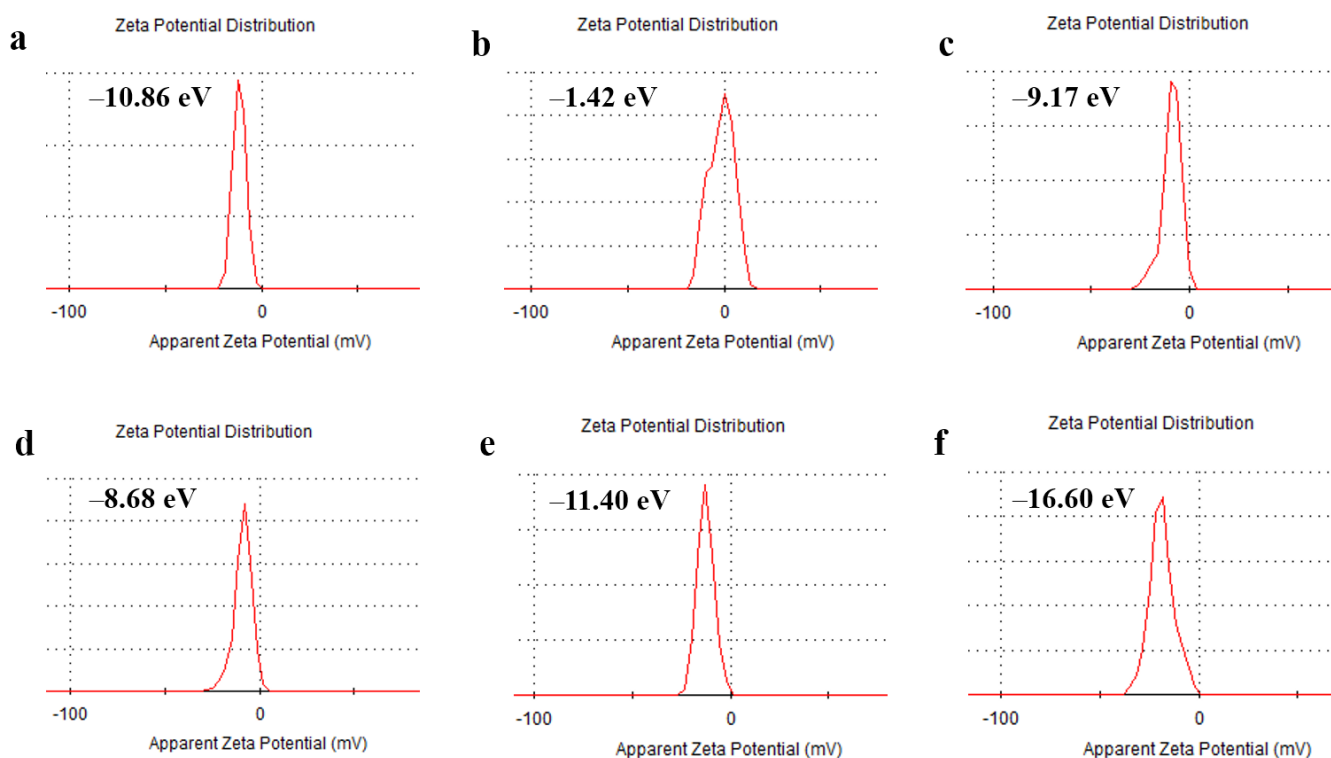 a
Zeta Potential Distribution
–10.86 eV
-100
0
Apparent Zeta Potential (mV)
b
Zeta Potential Distribution
–1.42 eV
-100
0
Apparent Zeta Potential (mV)
c
Zeta Potential Distribution
–9.17 eV
-100
0
Apparent Zeta Potential (mV)
d
Zeta Potential Distribution
–8.68 eV
-100
0
Apparent Zeta Potential (mV)
e
Zeta Potential Distribution
–11.40 eV
-100
0
Apparent Zeta Potential (mV)
f
Zeta Potential Distribution
–16.60 eV
-100
0
Apparent Zeta Potential (mV)